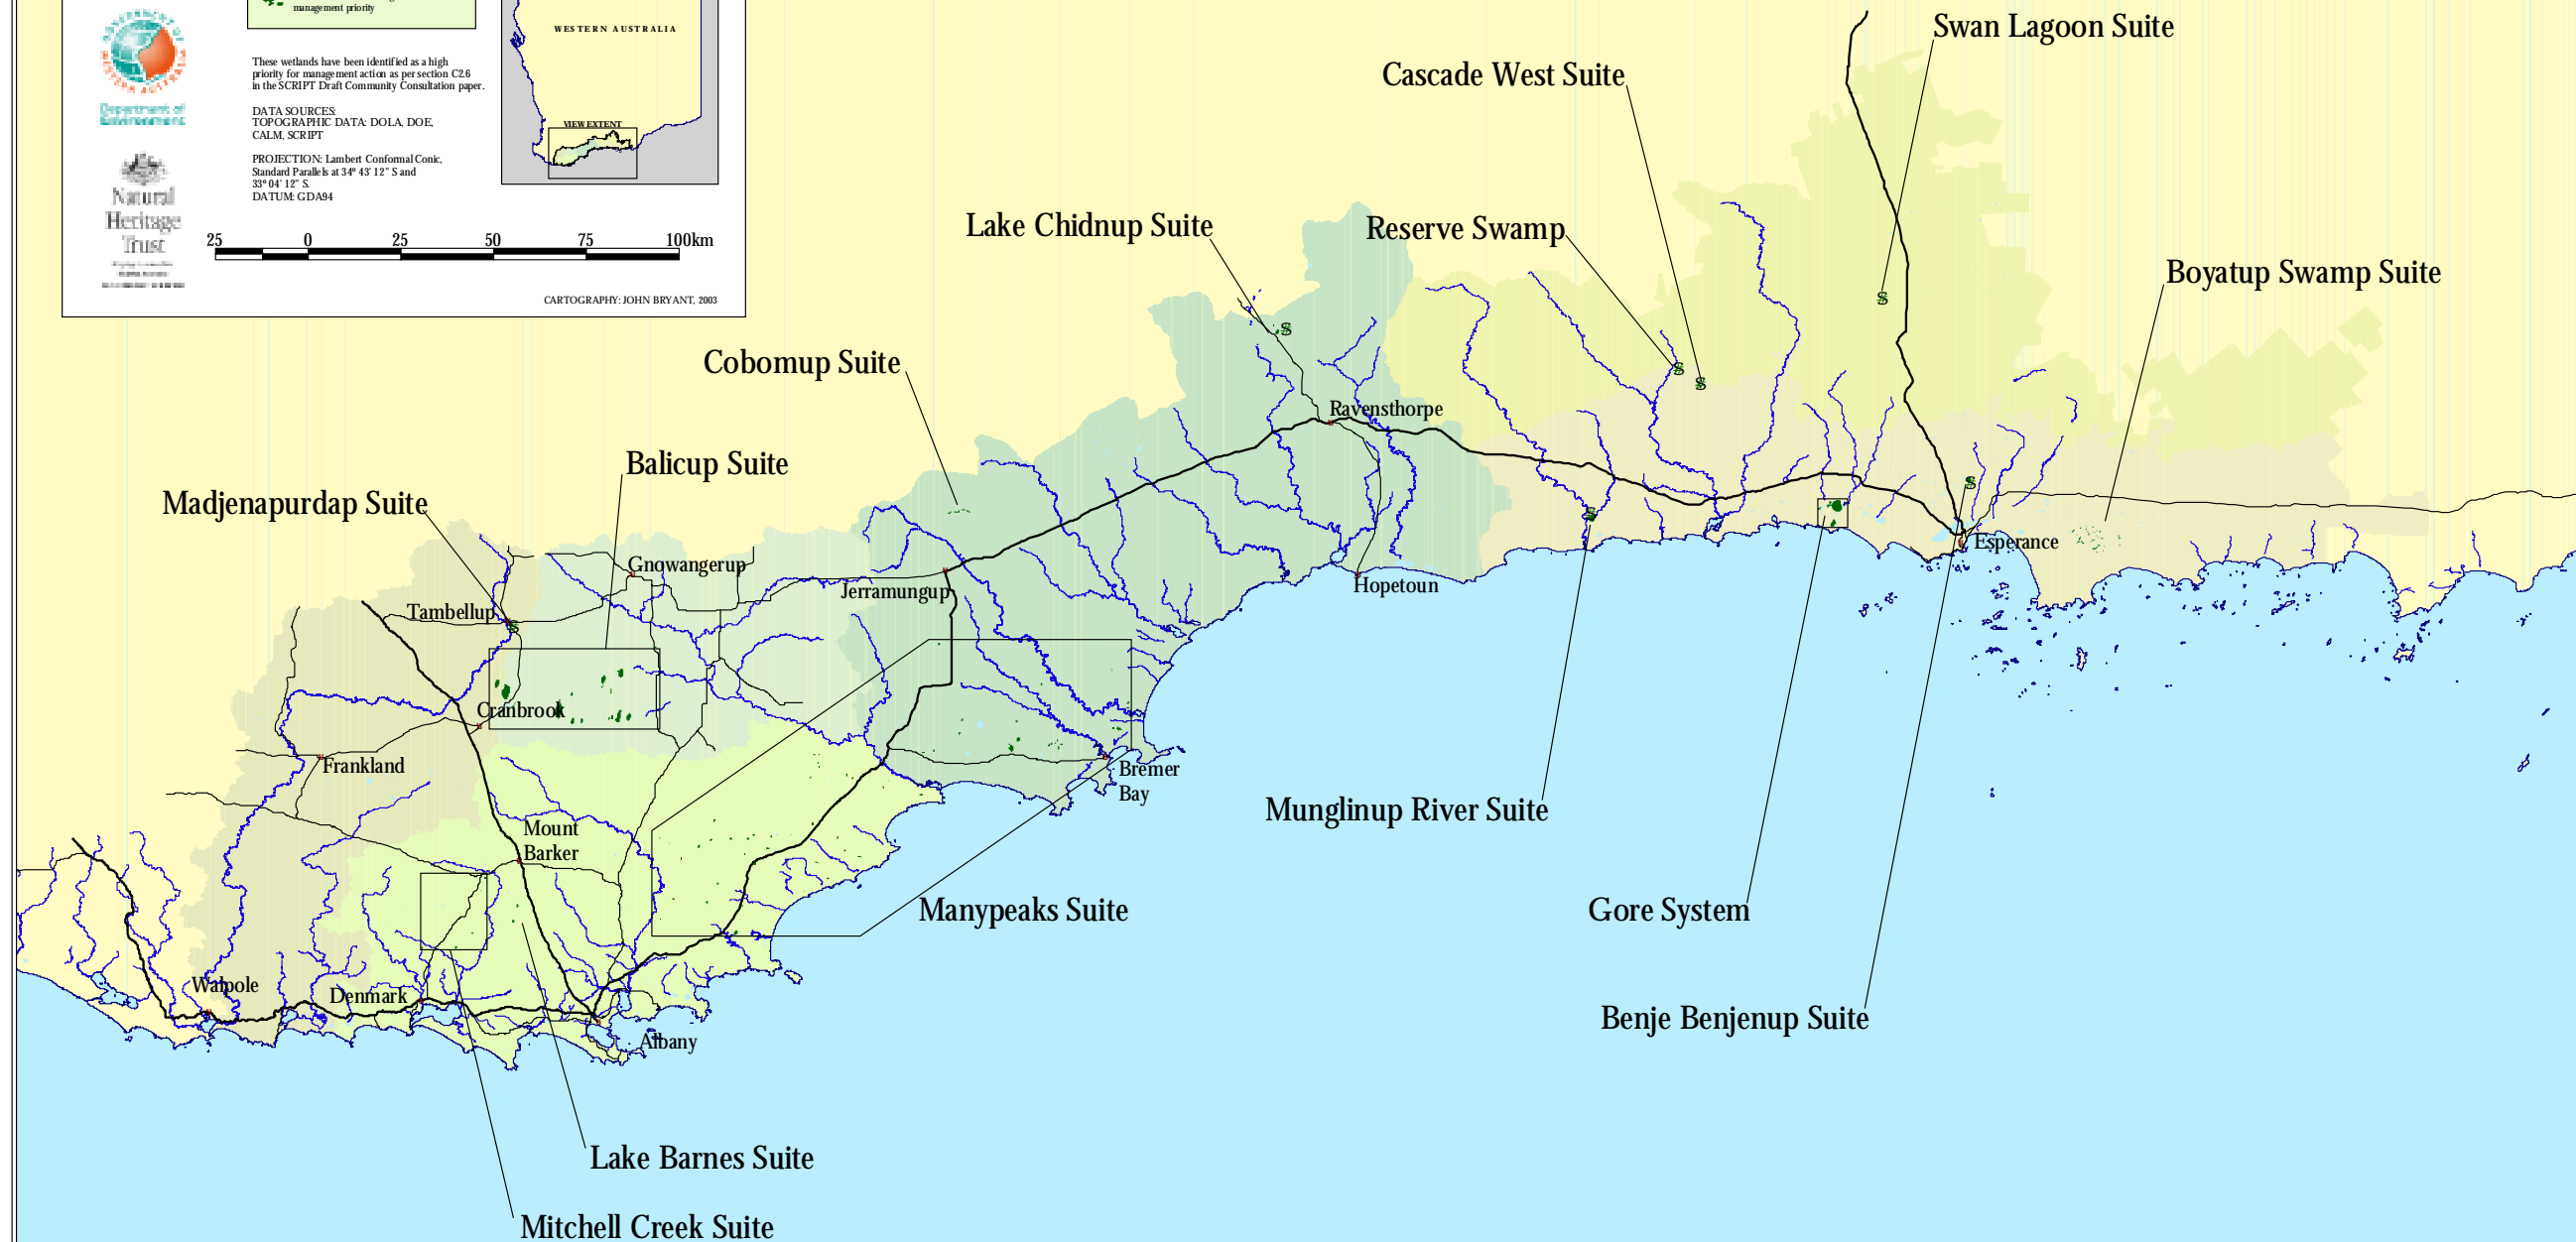 management priority
WESTERN AUSTRALIA
These wetlands have been identified as a high
priority for management action as per section C2.6
in the SCRIPT Draft Community Consultation paper.
Department of
Environment
DATA SOURCES:
TOPOGRAPHIC DATA: DOLA, DOE,
CALM, SCRIPT
VIEW EXTENT
PROJECTION: Lambert Conformal Conic,
Standard Parallels at 34° 43' 12" S and
33° 04' 12" S.
DATUM: GDA94
Natural
Heritage
Trust
25 0 25 50 75 100km
CARTOGRAPHY: JOHN BRYANT, 2003
Swan Lagoon Suite
Cascade West Suite
Lake Chidnup Suite
Reserve Swamp
Boyatup Swamp Suite
Cobomup Suite
Ravensthorpe
Balicup Suite
Madjenapurdap Suite
Esperance
Gnowangerup
Jerramungup
Hopetoun
Tambellup
Cranbrook
Frankland
Bremer
Bay
Munglinup River Suite
Mount
Barker
Manypeaks Suite
Gore System
Walpole
Denmark
Benje Benjenup Suite
Albany
Lake Barnes Suite
Mitchell Creek Suite